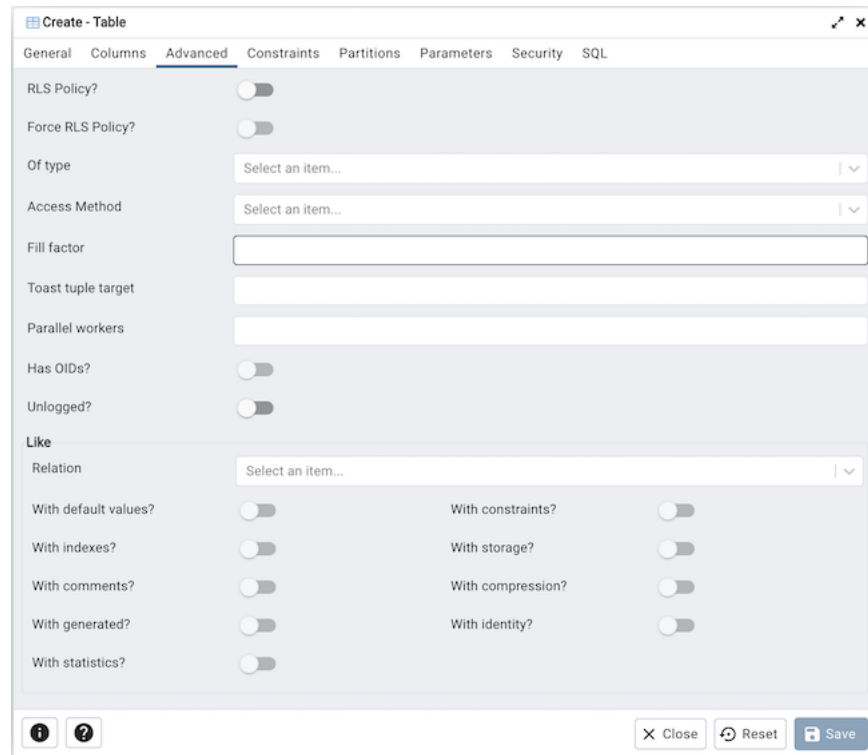 Create - Table
General Columns Advanced Constraints Partitions Parameters Security SQL
RLS Policy?
Force RLS Policy?
Of type Select an item...
Access Method Select an item...
Fill factor
Toast tuple target
Parallel workers
Has OIDs?
Unlogged?
Like
Relation Select an item...
With default values? With constraints?
With indexes? With storage?
With comments? With compression?
With generated? With identity?
With statistics?
Close Reset Save